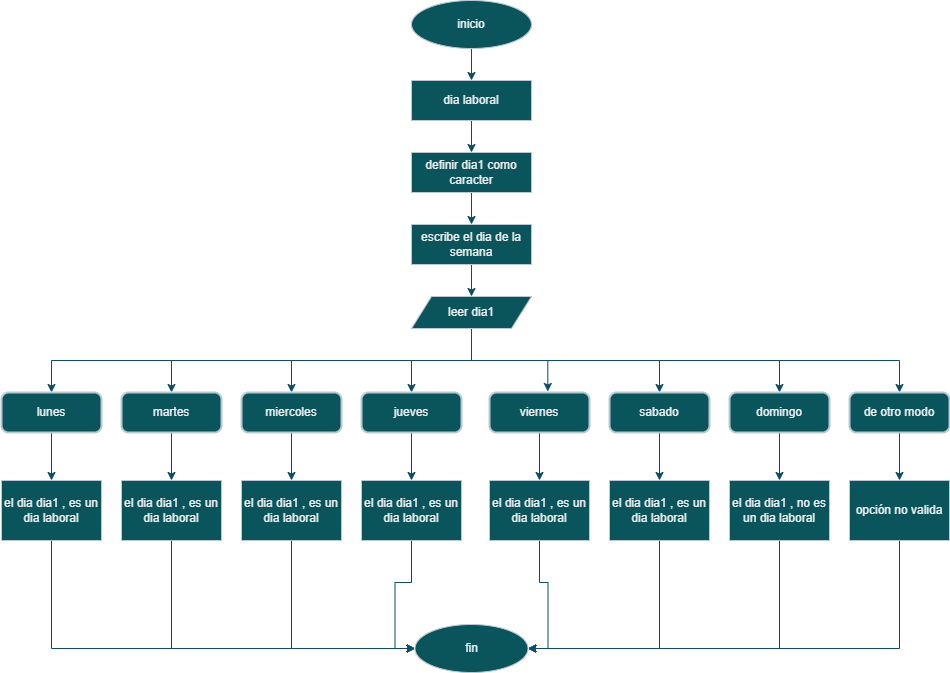 inicio
dia laboral
definir dia1 como
caracter
escribe el dia de la
semana
leer dia1
lunes
martes
miercoles
jueves
viernes
sabado
domingo
de otro modo
el dia dia1 , es un
dia laboral
el dia dia1 , es un
dia laboral
el dia dia1 , es un
dia laboral
el dia dia1 , es un
dia laboral
el dia dia1 , es un
dia laboral
el dia dia1 , es un
dia laboral
el dia dia1 , no es
un dia laboral
opción no valida
fin